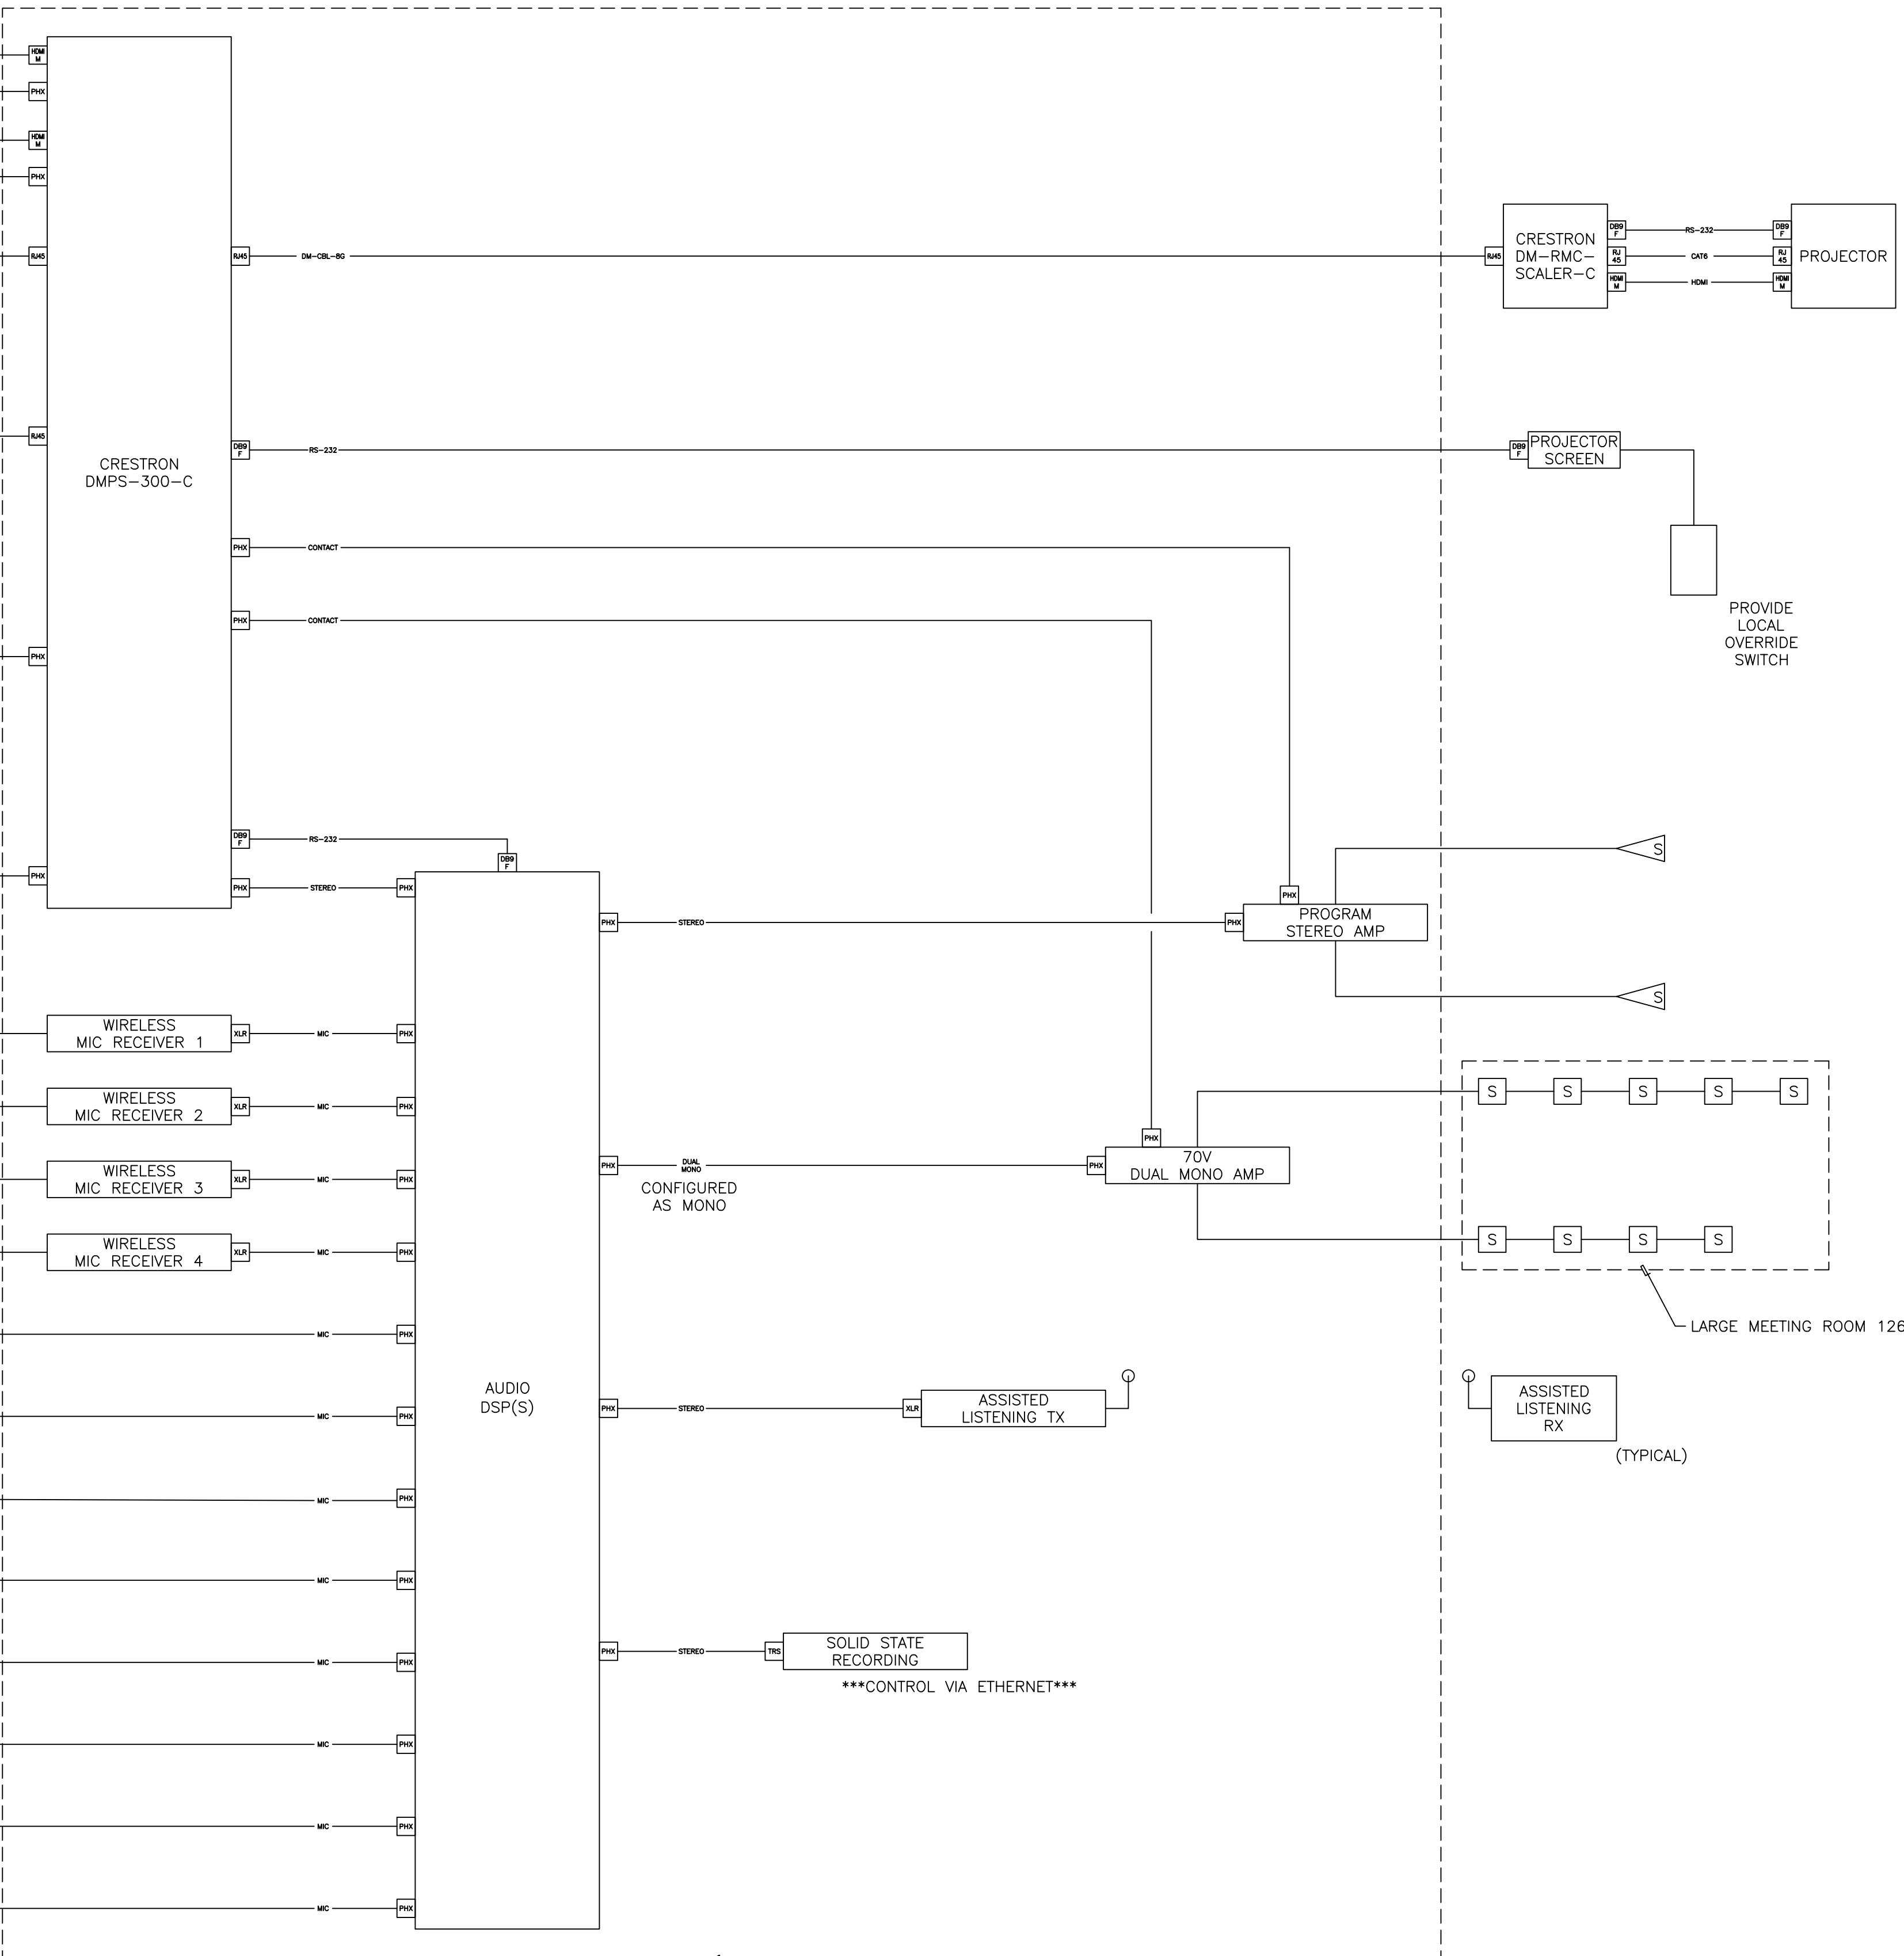 HDMI
M
PHX
HDMI
M
PHX
RJ45
RJ45
PHX
PHX
CRESTRON
DMPS-300-C
RJ45
DM-CBL-8G
RJ45
CRESTRON
DM-RMC-
SCALER-C
DB9
F
RS-232
DB9
F
RJ
45
CAT6
RJ
45
HDMI
M
HDMI
HDMI
M
PROJECTOR
DB9
F
RS-232
DB9
F
PROJECTOR
SCREEN
PROVIDE
LOCAL
OVERRIDE
SWITCH
PHX
CONTACT
PHX
CONTACT
DB9
F
RS-232
DB9
F
PHX
STEREO
PHX
PHX
STEREO
PHX
PHX
PROGRAM
STEREO AMP
S
S
WIRELESS
MIC RECEIVER 1
XLR
MIC
PHX
WIRELESS
MIC RECEIVER 2
XLR
MIC
PHX
WIRELESS
MIC RECEIVER 3
XLR
MIC
PHX
WIRELESS
MIC RECEIVER 4
XLR
MIC
PHX
PHX
DUAL
MONO
CONFIGURED
AS MONO
PHX
PHX
70V
DUAL MONO AMP
S S S S S
S S S S
LARGE MEETING ROOM 126
MIC
PHX
MIC
PHX
MIC
PHX
MIC
PHX
MIC
PHX
MIC
PHX
MIC
PHX
MIC
PHX
AUDIO
DSP(S)
PHX
STEREO
XLR
ASSISTED
LISTENING TX
ASSISTED
LISTENING
RX
(TYPICAL)
PHX
STEREO
TRS
SOLID STATE
RECORDING
***CONTROL VIA ETHERNET***